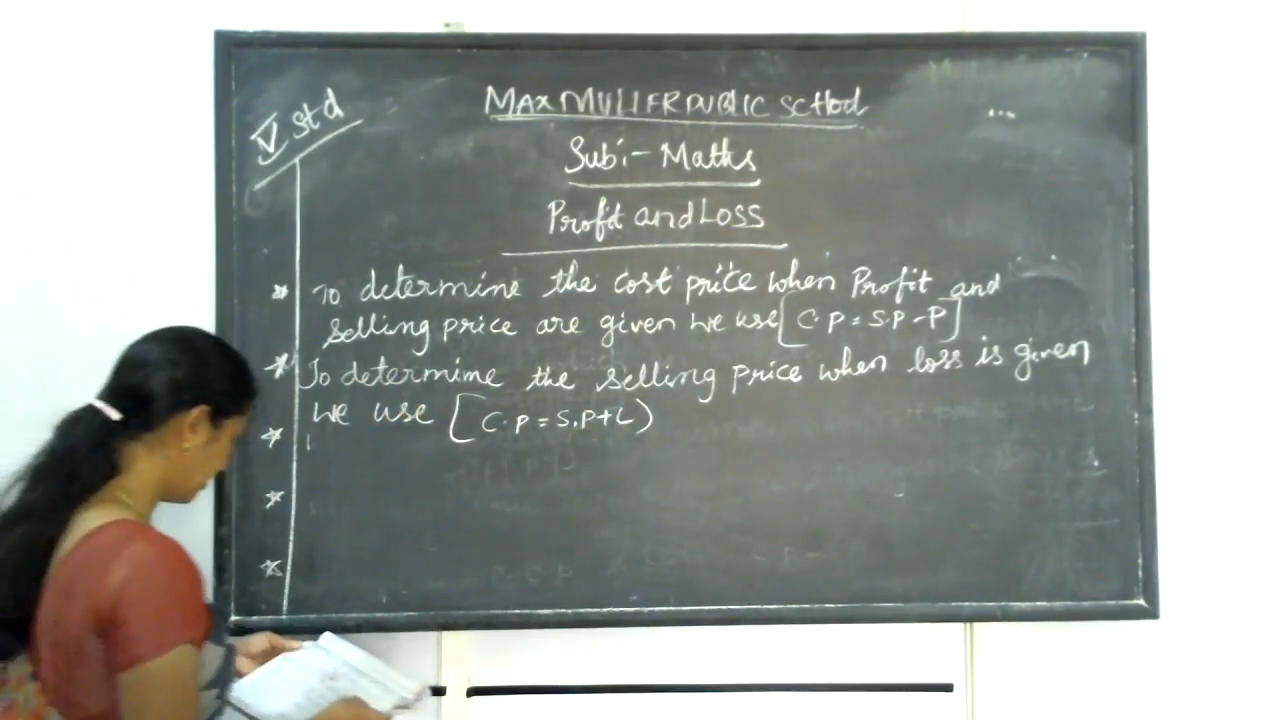 V Std
MAX MULLER PUBLIC SCHOOL
Sub:- Maths
Profit and Loss
To determine the cost price when Profit and
selling price are given we use [C.P = S.P - P]
To determine the selling price when loss is given
we use [C.P = S.P + L)